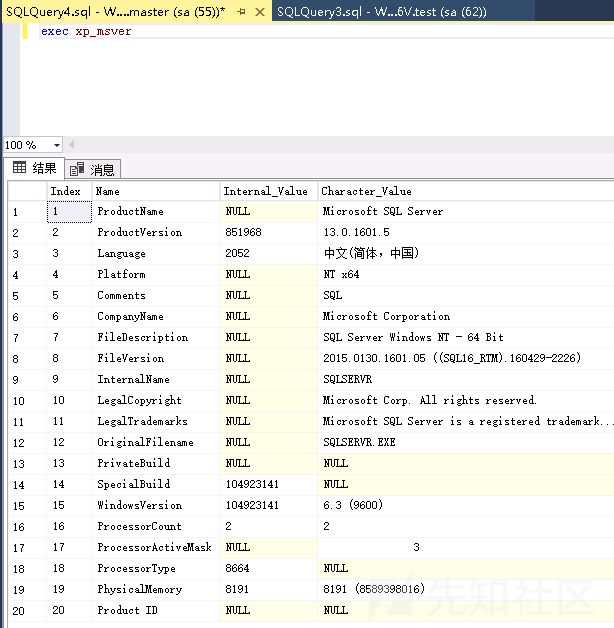 SQLQuery4.sql - W....master (sa (55))* SQLQuery3.sql - W...6V.test (sa (62))
exec xp_msver
100 %
结果 消息
Index Name Internal_Value Character_Value
1 1 ProductName NULL Microsoft SQL Server
2 2 ProductVersion 851968 13.0.1601.5
3 3 Language 2052 中文(简体，中国)
4 4 Platform NULL NT x64
5 5 Comments NULL SQL
6 6 CompanyName NULL Microsoft Corporation
7 7 FileDescription NULL SQL Server Windows NT - 64 Bit
8 8 FileVersion NULL 2015.0130.1601.05 ((SQL16_RTM).160429-2226)
9 9 InternalName NULL SQLSERVR
10 10 LegalCopyright NULL Microsoft Corp. All rights reserved.
11 11 LegalTrademarks NULL Microsoft SQL Server is a registered trademark...
12 12 OriginalFilename NULL SQLSERVR.EXE
13 13 PrivateBuild NULL NULL
14 14 SpecialBuild 104923141 NULL
15 15 WindowsVersion 104923141 6.3 (9600)
16 16 ProcessorCount 2 2
17 17 ProcessorActiveMask NULL 3
18 18 ProcessorType 8664 NULL
19 19 PhysicalMemory 8191 8191 (8589398016)
20 20 Product ID NULL NULL
先知社区